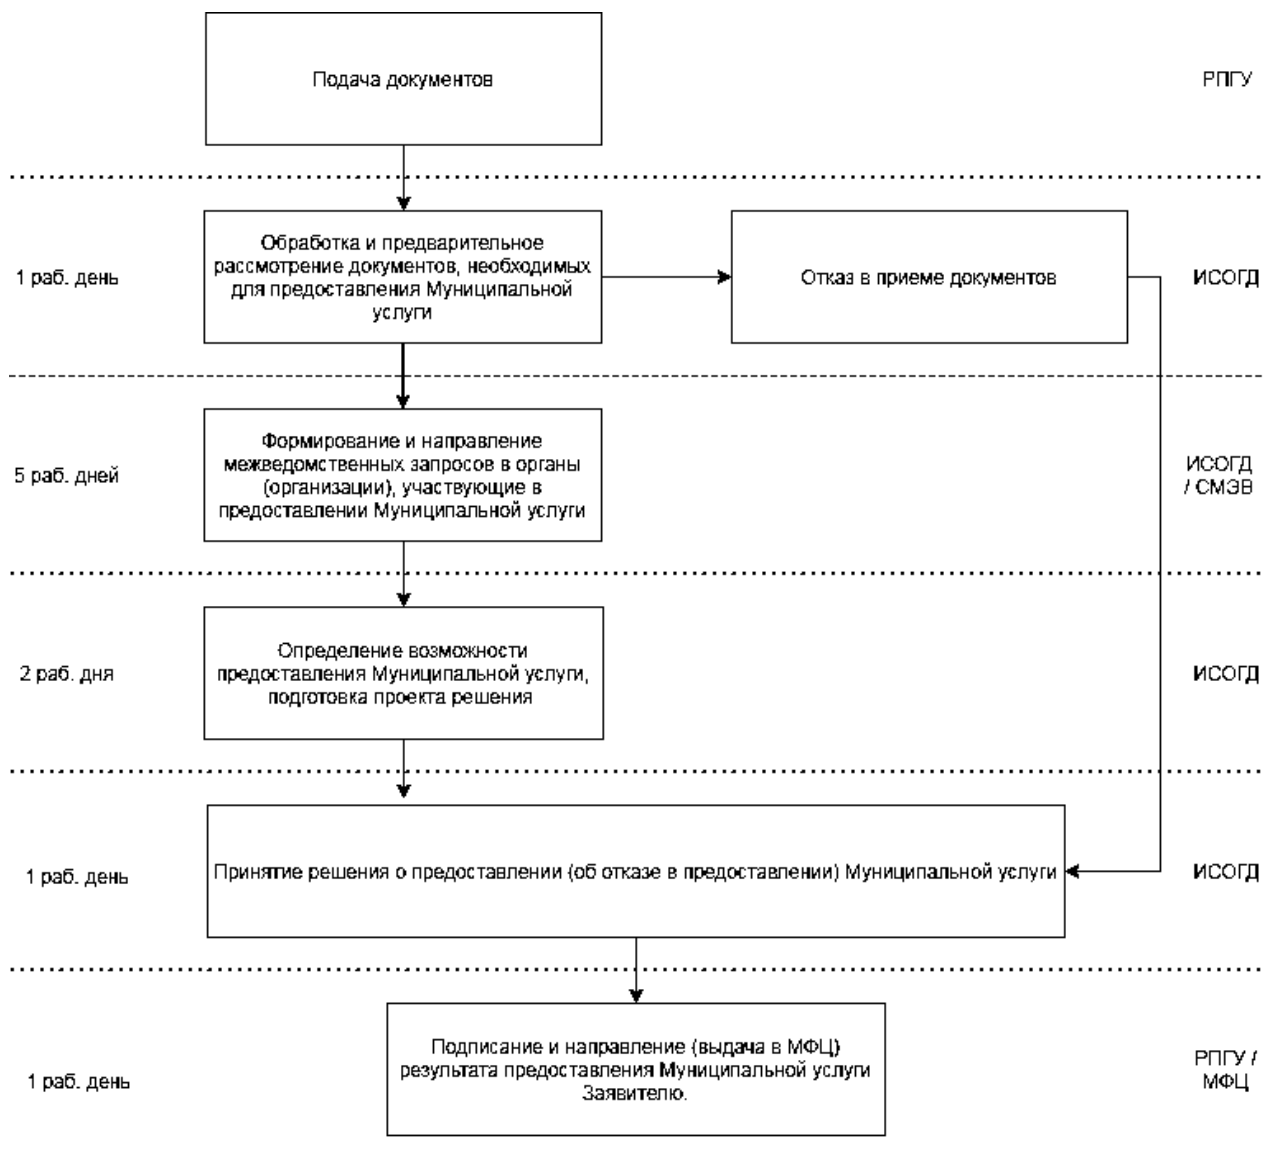 Подача документов
РПГУ
1 раб. день
Обработка и предварительное
рассмотрение документов, необходимых
для предоставления Муниципальной
услуги
Отказ в приеме документов
ИСОГД
5 раб. дней
Формирование и направление
межведомственных запросов в органы
(организации), участвующие в
предоставлении Муниципальной услуги
ИСОГД
/ СМЭВ
2 раб. дня
Определение возможности
предоставления Муниципальной услуги,
подготовка проекта решения
ИСОГД
1 раб. день
Принятие решения о предоставлении (об отказе в предоставлении) Муниципальной услуги
ИСОГД
1 раб. день
Подписание и направление (выдача в МФЦ)
результата предоставления Муниципальной услуги
Заявителю.
РПГУ /
МФЦ